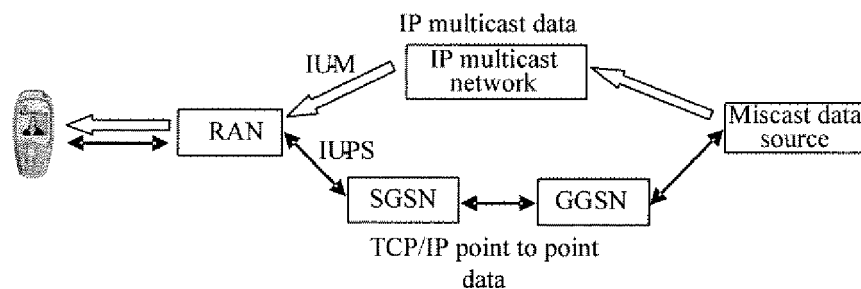 IP multicast data
IUM
IP multicast
network
Miscast data
source
RAN
IUPS
SGSN
GGSN
TCP/IP point to point
data